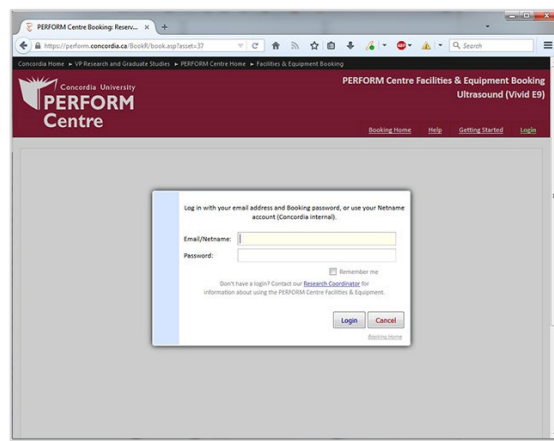 PERFORM Centre Booking: Reserv...
https://perform.concordia.ca/Bookfi/book.asp?asset=37
Search
Concordia Home ► VP Research and Graduate Studies ► PERFORM Centre Home ► Facilities & Equipment Booking
Concordia University
PERFORM
Centre
PERFORM Centre Facilities & Equipment Booking
Ultrasound (Vivid E9)
Booking Home Help Getting Started Login
Log in with your email address and Booking password, or use your Netname
account (Concordia internal).
Email/Netname:
Password:
Remember me
Don't have a login? Contact our Research Coordinator for
information about using the PERFORM Centre Facilities & Equipment.
Login Cancel
Booking Home